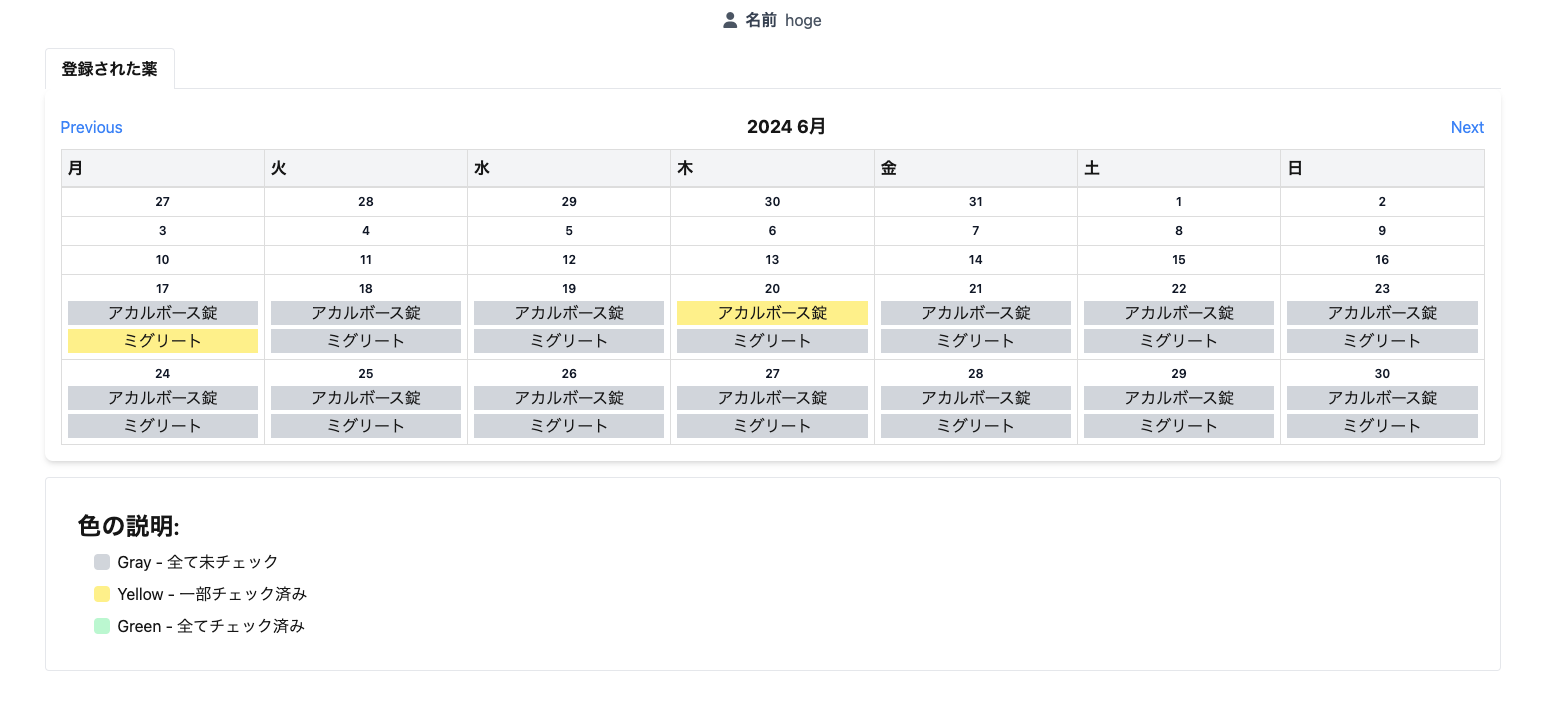 名前 hoge
登録された薬
Previous 2024 6月 Next
月 火 水 木 金 土 日
27 28 29 30 31 1 2
3 4 5 6 7 8 9
10 11 12 13 14 15 16
17 18 19 20 21 22 23
アカルボース錠 アカルボース錠 アカルボース錠 アカルボース錠 アカルボース錠 アカルボース錠 アカルボース錠
ミグリート ミグリート ミグリート ミグリート ミグリート ミグリート ミグリート
24 25 26 27 28 29 30
アカルボース錠 アカルボース錠 アカルボース錠 アカルボース錠 アカルボース錠 アカルボース錠 アカルボース錠
ミグリート ミグリート ミグリート ミグリート ミグリート ミグリート ミグリート
色の説明:
Gray - 全て未チェック
Yellow - 一部チェック済み
Green - 全てチェック済み